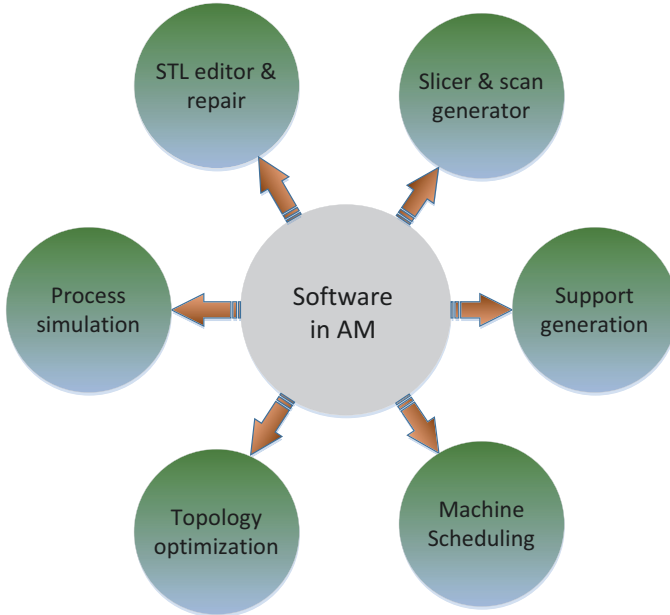 STL editor &
repair
Slicer & scan
generator
Process
simulation
Software
in AM
Support
generation
Topology
optimization
Machine
Scheduling